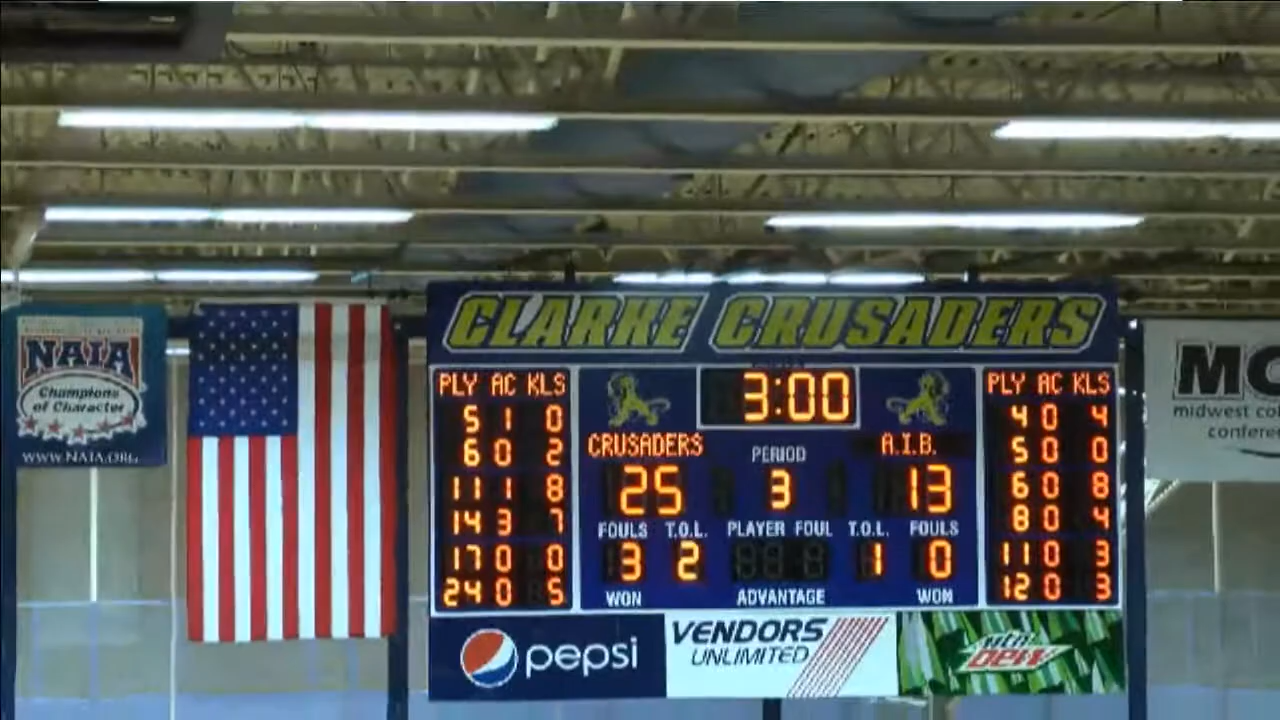 CLARKE CRUSADERS
NAIA
Champions
of Character
WWW.NAIA.ORG
PLY AC KLS
5 1 0
6 0 2
11 1 8
14 3 7
17 0 0
24 0 5
3:00
CRUSADERS
PERIOD
A.I.B.
25 3 13
FOULS T.O.L. PLAYER FOUL T.O.L. FOULS
3 2 1 0
WON ADVANTAGE WON
PLY AC KLS
4 0 4
5 0 0
6 0 8
8 0 4
11 0 3
12 0 3
midwest
pepsi
VENDORS
UNLIMITED
mtn
DEW